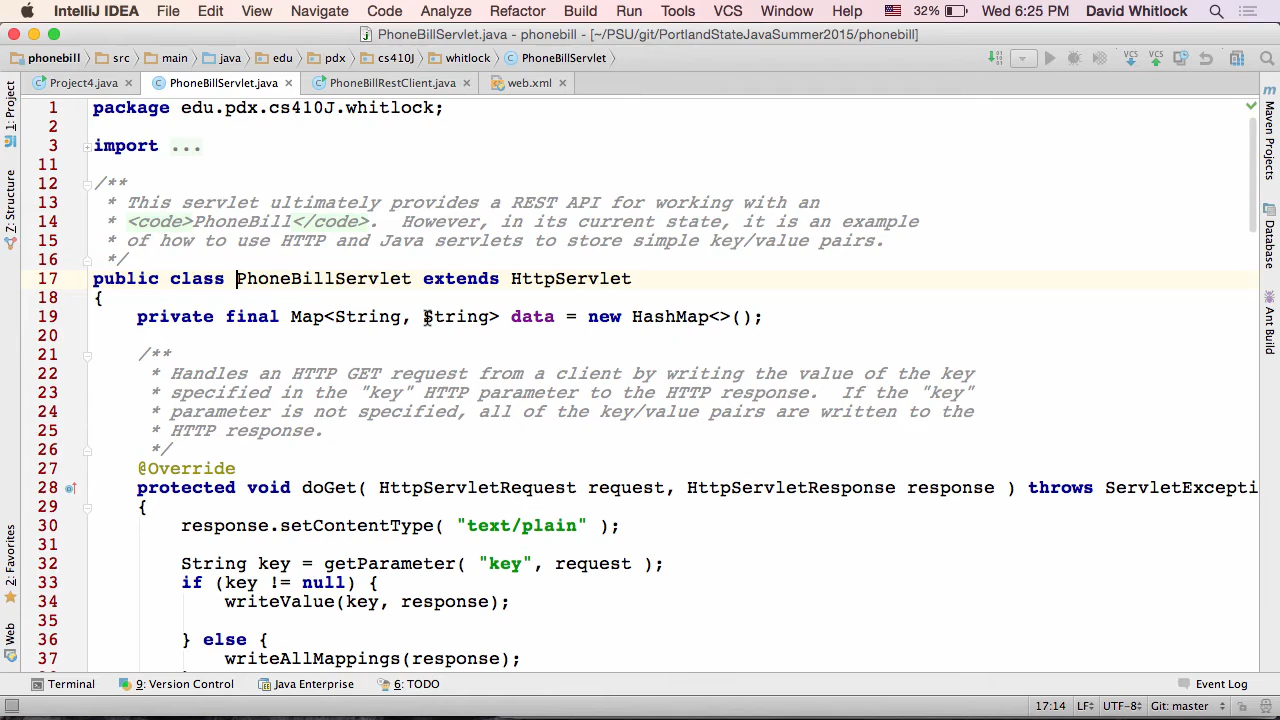 IntelliJ IDEA File Edit View Navigate Code Analyze Refactor Build Run Tools VCS Window Help 32% Wed 6:25 PM David Whitlock
PhoneBillServlet.java - phonebill - [~/PSU/git/PortlandStateJavaSummer2015/phonebill]
phonebill src main java edu pdx cs410J whitlock PhoneBillServlet VCS VCS
Project4.java PhoneBillServlet.java PhoneBillRestClient.java web.xml
1: Project
Z: Structure
2: Favorites
Web
1 package edu.pdx.cs410J.whitlock;
2
3 import ...
11
12 /**
13 * This servlet ultimately provides a REST API for working with an
14 * <code>PhoneBill</code>. However, in its current state, it is an example
15 * of how to use HTTP and Java servlets to store simple key/value pairs.
16 */
17 public class PhoneBillServlet extends HttpServlet
18 {
19 private final Map<String, String> data = new HashMap<>();
20
21 /**
22 * Handles an HTTP GET request from a client by writing the value of the key
23 * specified in the "key" HTTP parameter to the HTTP response. If the "key"
24 * parameter is not specified, all of the key/value pairs are written to the
25 * HTTP response.
26 */
27 @Override
28 protected void doGet( HttpServletRequest request, HttpServletResponse response ) throws ServletExcepti
29 {
30 response.setContentType( "text/plain" );
31
32 String key = getParameter( "key", request );
33 if (key != null) {
34 writeValue(key, response);
35
36 } else {
37 writeAllMappings(response);
Maven Projects
Database
Ant Build
Terminal 9: Version Control Java Enterprise 6: TODO Event Log
17:14 LF UTF-8 Git: master